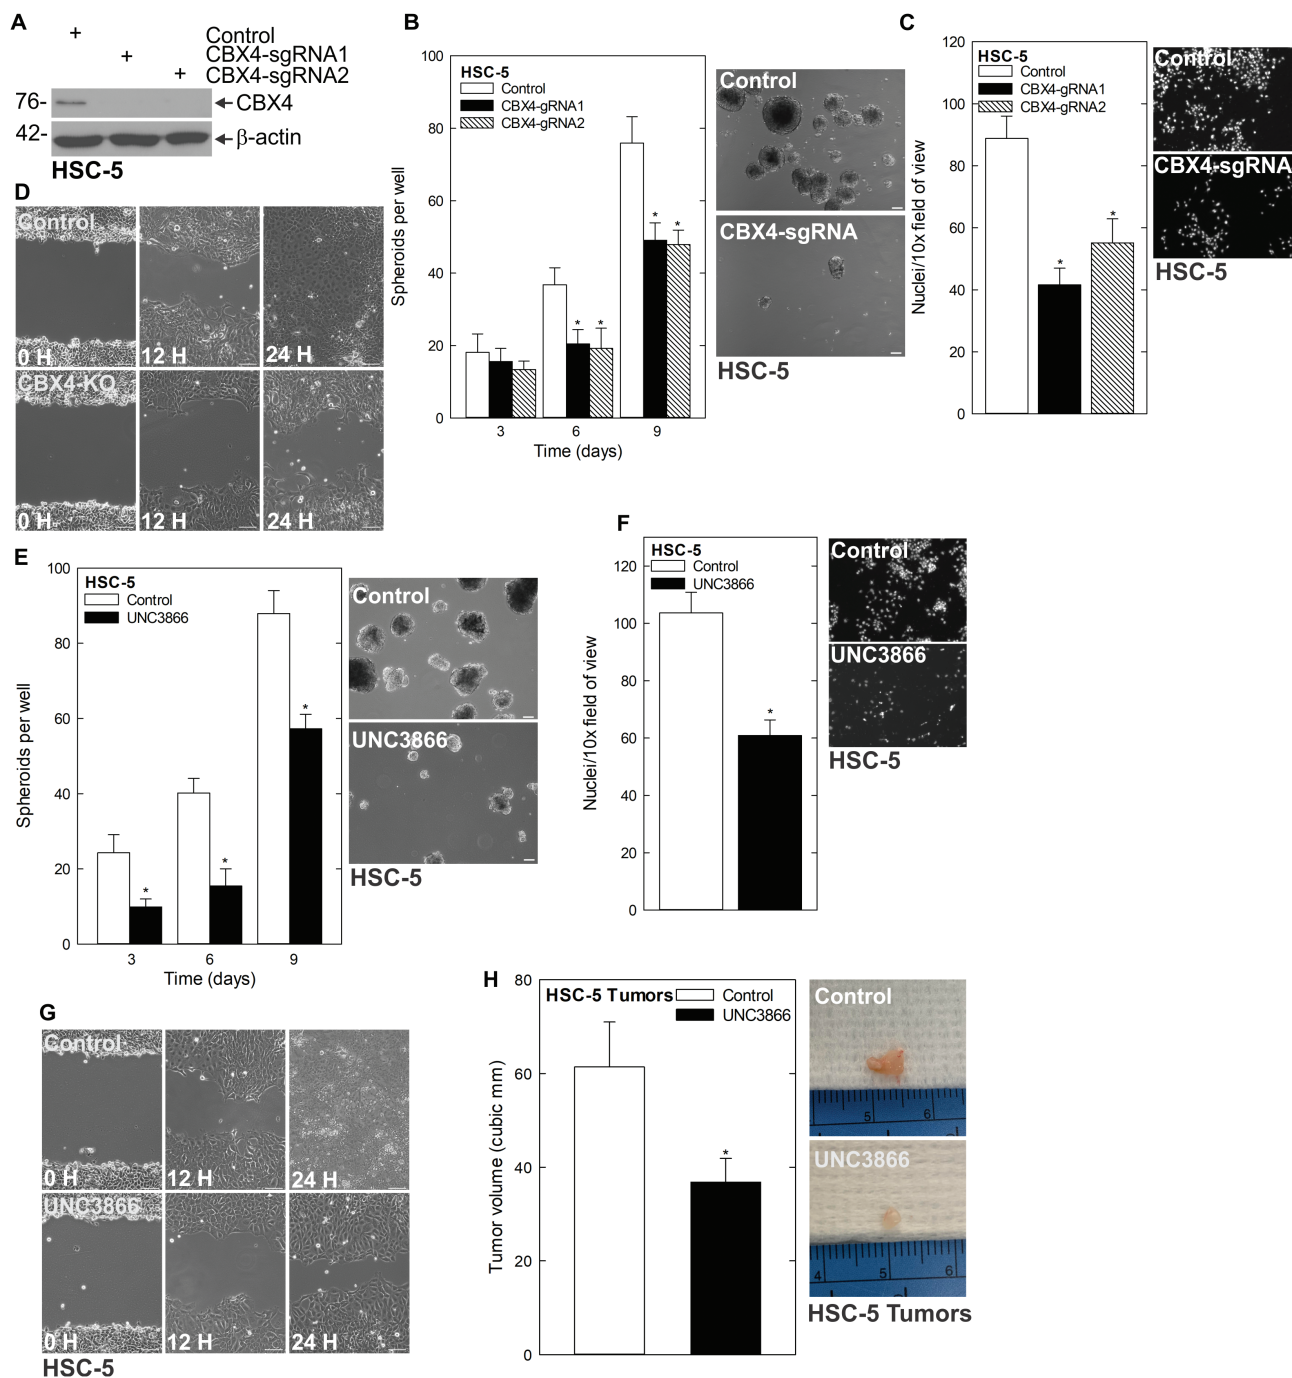 A
+
Control
+
CBX4-sgRNA1
+
CBX4-sgRNA2
76-
CBX4
42-
β-actin
HSC-5
B
HSC-5
Control
CBX4-gRNA1
CBX4-gRNA2
100
80
60
40
20
0
Spheroids per well
*
*
*
*
3
6
9
Time (days)
Control
CBX4-sgRNA
HSC-5
C
HSC-5
Control
CBX4-sgRNA1
CBX4-gRNA2
120
100
80
60
40
20
0
Nuclei/10x field of view
*
*
Control
CBX4-sgRNA
HSC-5
D
Control
0 H
12 H
24 H
CBX4-KO
0 H
12 H
24 H
E
HSC-5
Control
UNC3866
100
80
60
40
20
0
Spheroids per well
*
*
*
3
6
9
Time (days)
Control
UNC3866
HSC-5
F
HSC-5
Control
UNC3866
120
100
80
60
40
20
0
Nuclei/10x field of view
*
Control
UNC3866
HSC-5
G
Control
0 H
12 H
24 H
UNC3866
0 H
12 H
24 H
HSC-5
H
HSC-5 Tumors
Control
UNC3866
80
60
40
20
0
Tumor volume (cubic mm)
*
Control
5
6
UNC3866
4
5
6
HSC-5 Tumors